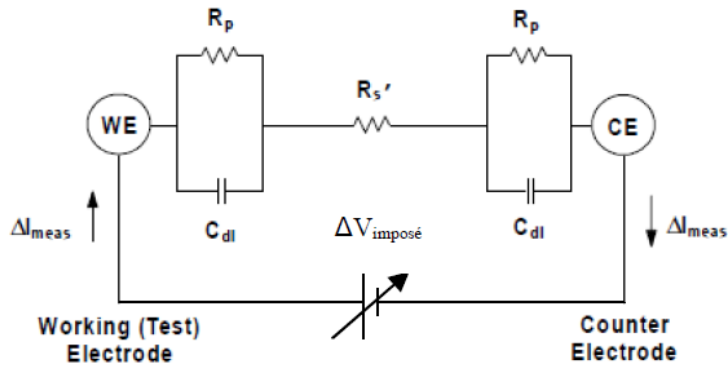 Rp Rp
Rs′
WE CE
Cdl ΔVimposé Cdl
ΔImeas ΔImeas
Working (Test)
Electrode
Counter
Electrode